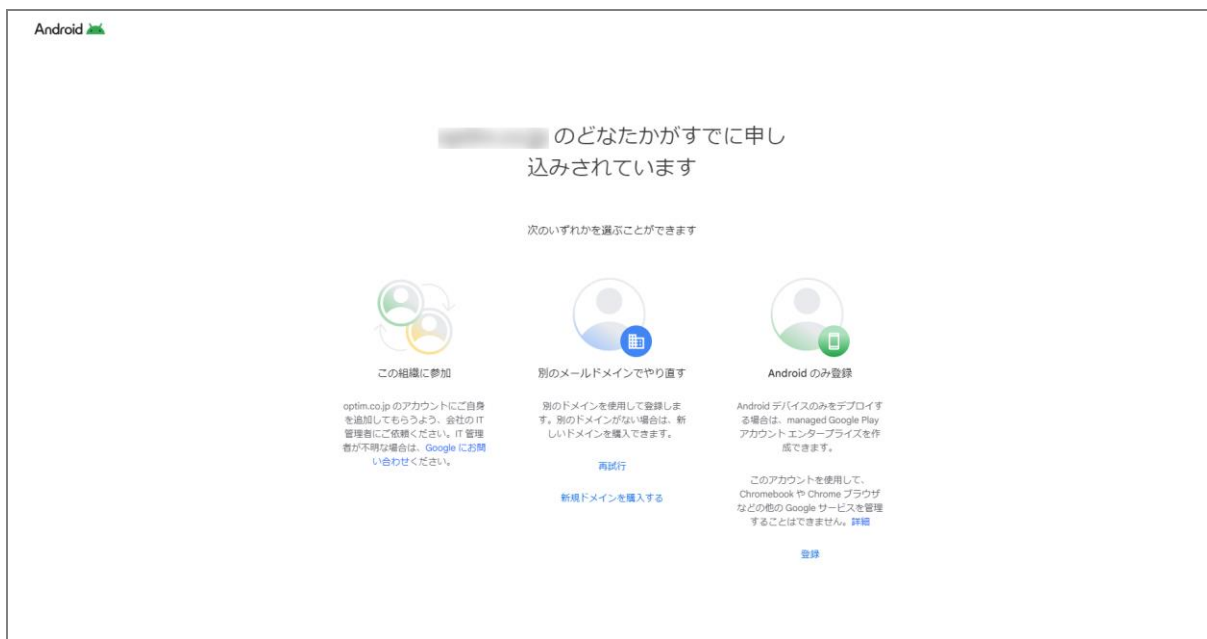 Android
のどなたかがすでに申し
込みされています
次のいずれかを選ぶことができます
この組織に参加
optim.co.jp のアカウントにご自身
を追加してもらうよう、会社の IT
管理者にご依頼ください。IT 管理
者が不明な場合は、Google にお問
い合わせください。
別のメールドメインでやり直す
別のドメインを使用して登録しま
す。別のドメインがない場合は、新
しいドメインを購入できます。
再試行
新規ドメインを購入する
Android のみ登録
Android デバイスのみをデプロイす
る場合は、managed Google Play
アカウント エンタープライズを作
成できます。
このアカウントを使用して、
Chromebook や Chrome ブラウザ
などの他の Google サービスを管理
することはできません。詳細
登録